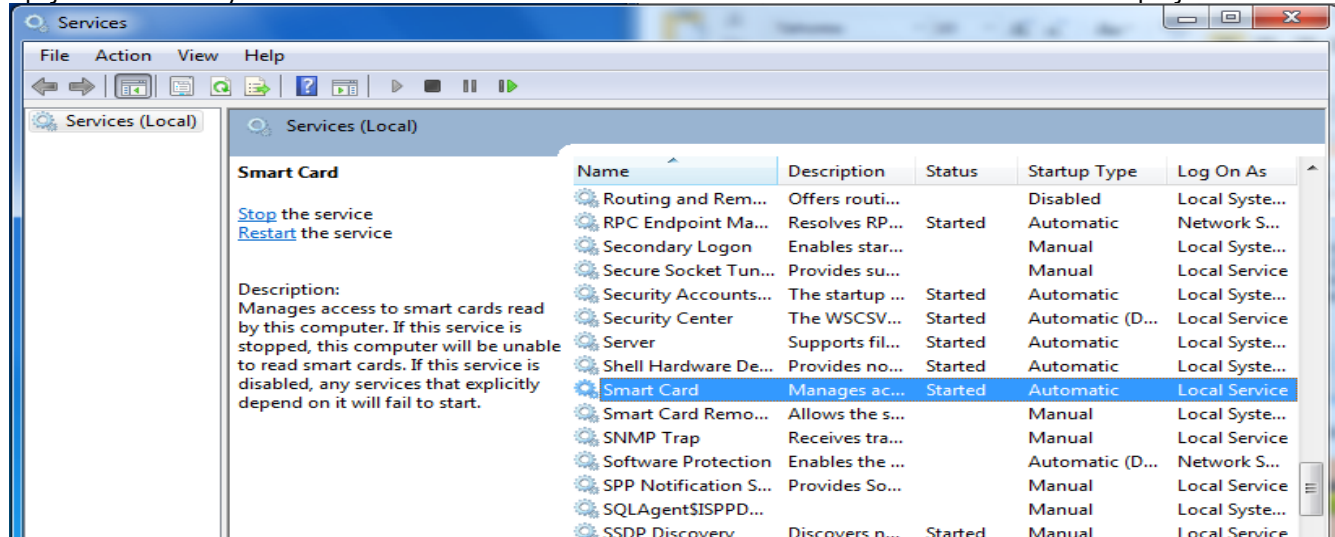 Services
File Action View Help
Services (Local)
Services (Local)
Smart Card
Stop the service
Restart the service
Description:
Manages access to smart cards read
by this computer. If this service is
stopped, this computer will be unable
to read smart cards. If this service is
disabled, any services that explicitly
depend on it will fail to start.
Name Description Status Startup Type Log On As
Routing and Rem... Offers routi... Disabled Local Syste...
RPC Endpoint Ma... Resolves RP... Started Automatic Network S...
Secondary Logon Enables star... Manual Local Syste...
Secure Socket Tun... Provides su... Manual Local Service
Security Accounts... The startup ... Started Automatic Local Syste...
Security Center The WSCSV... Started Automatic (D... Local Service
Server Supports fil... Started Automatic Local Syste...
Shell Hardware De... Provides no... Started Automatic Local Syste...
Smart Card Manages ac... Started Automatic Local Service
Smart Card Remo... Allows the s... Manual Local Syste...
SNMP Trap Receives tra... Manual Local Service
Software Protection Enables the ... Automatic (D... Network S...
SPP Notification S... Provides So... Manual Local Service
SQLAgent$ISPPD... Manual Local Syste...
SSDP Discovery Discovers n... Started Manual Local Service